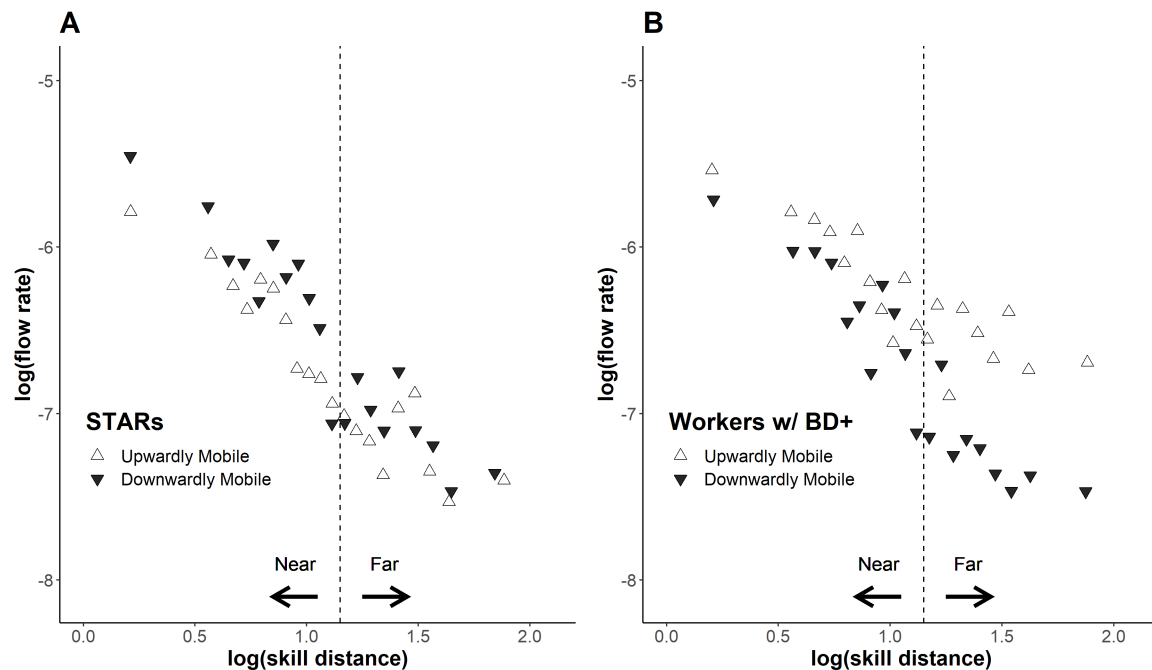 A
-5
-6
-7
-8
log(flow rate)
STARs
Upwardly Mobile
Downwardly Mobile
Near
Far
0.0
0.5
1.0
1.5
2.0
log(skill distance)
B
-5
-6
-7
-8
log(flow rate)
Workers w/ BD+
Upwardly Mobile
Downwardly Mobile
Near
Far
0.0
0.5
1.0
1.5
2.0
log(skill distance)